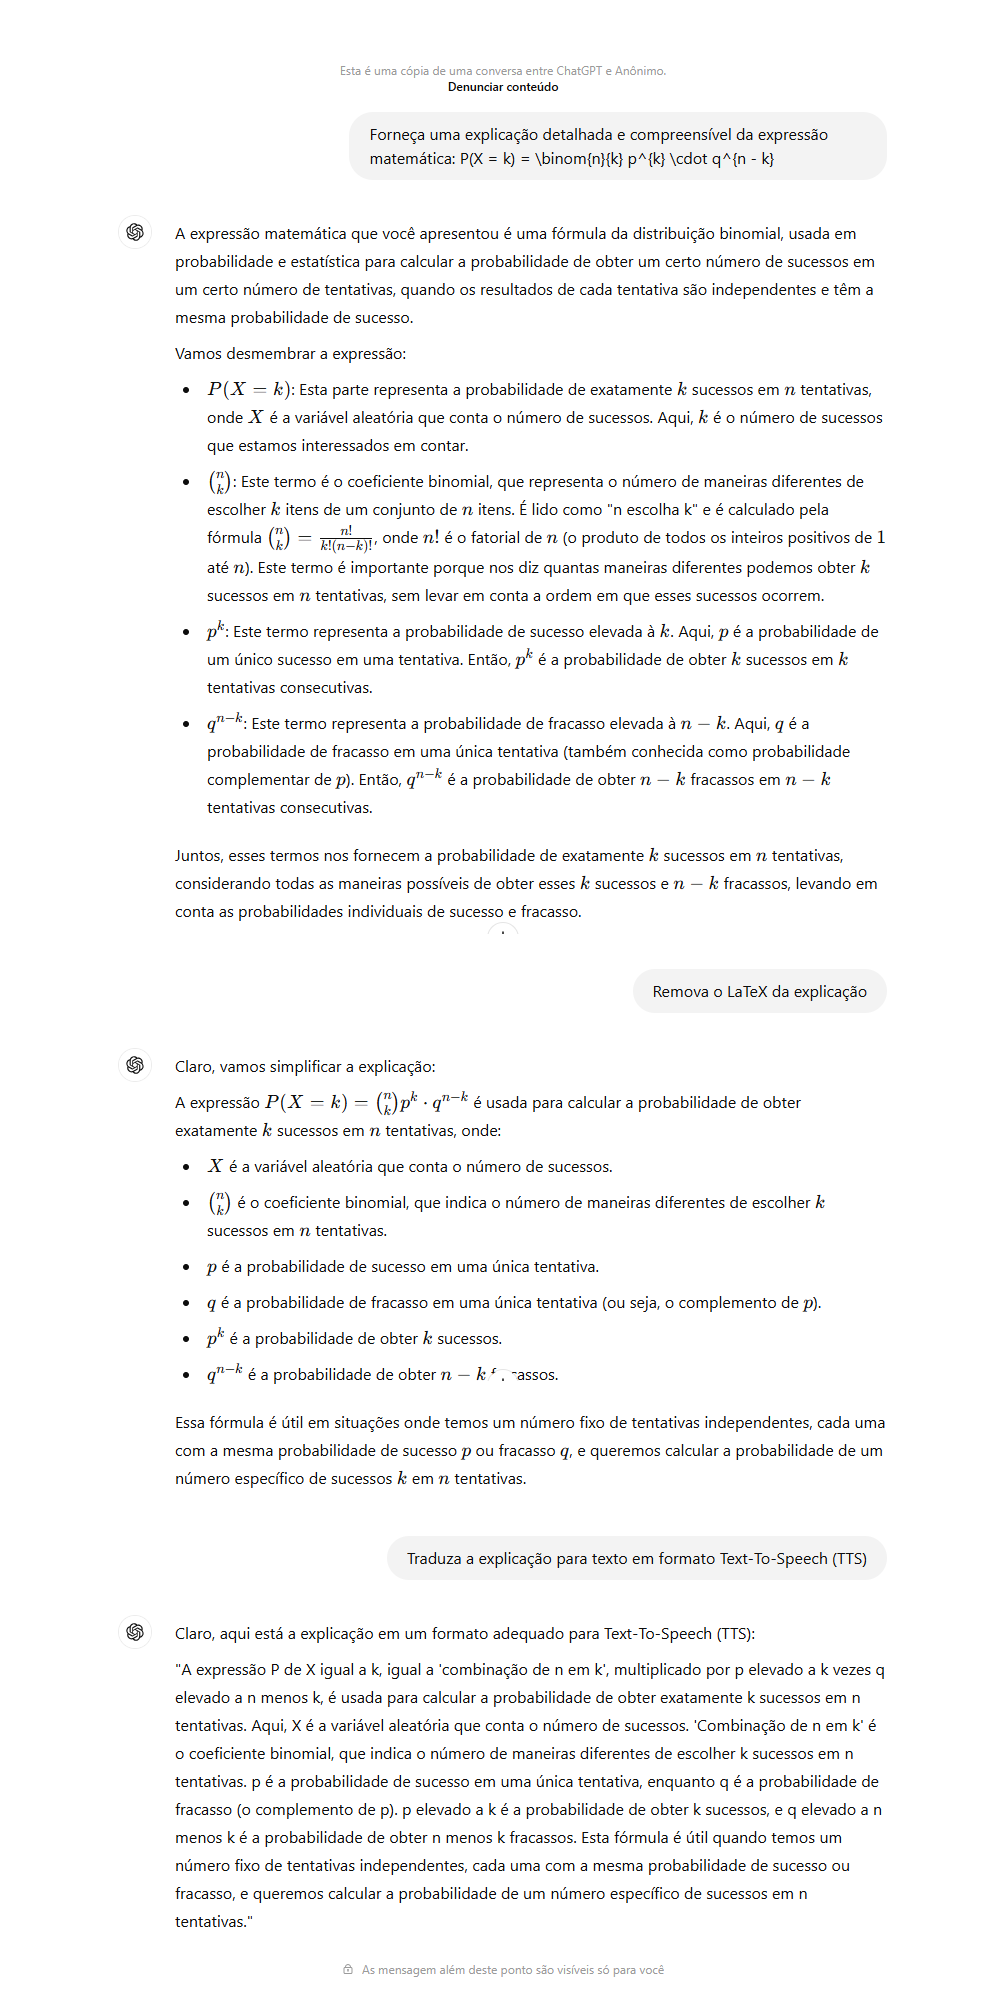 Esta é uma cópia de uma conversa entre ChatGPT e Anônimo.
Denunciar conteúdo
Forneça uma explicação detalhada e compreensível da expressão
matemática: P(X = k) = \binom{n}{k} p^{k} \cdot q^{n - k}
A expressão matemática que você apresentou é uma fórmula da distribuição binomial, usada em
probabilidade e estatística para calcular a probabilidade de obter um certo número de sucessos em
um certo número de tentativas, quando os resultados de cada tentativa são independentes e têm a
mesma probabilidade de sucesso.
Vamos desmembrar a expressão:
• P(X = k): Esta parte representa a probabilidade de exatamente k sucessos em n tentativas,
onde X é a variável aleatória que conta o número de sucessos. Aqui, k é o número de sucessos
que estamos interessados em contar.
• \binom{n}{k}: Este termo é o coeficiente binomial, que representa o número de maneiras diferentes de
escolher k itens de um conjunto de n itens. É lido como "n escolha k" e é calculado pela
fórmula \binom{n}{k} = \frac{n!}{k!(n-k)!}, onde n! é o fatorial de n (o produto de todos os inteiros positivos de 1
até n). Este termo é importante porque nos diz quantas maneiras diferentes podemos obter k
sucessos em n tentativas, sem levar em conta a ordem em que esses sucessos ocorrem.
• p^k: Este termo representa a probabilidade de sucesso elevada à k. Aqui, p é a probabilidade de
um único sucesso em uma tentativa. Então, p^k é a probabilidade de obter k sucessos em k
tentativas consecutivas.
• q^{n-k}: Este termo representa a probabilidade de fracasso elevada à n − k. Aqui, q é a
probabilidade de fracasso em uma única tentativa (também conhecida como probabilidade
complementar de p). Então, q^{n-k} é a probabilidade de obter n − k fracassos em n − k
tentativas consecutivas.
Juntos, esses termos nos fornecem a probabilidade de exatamente k sucessos em n tentativas,
considerando todas as maneiras possíveis de obter esses k sucessos e n − k fracassos, levando em
conta as probabilidades individuais de sucesso e fracasso.
Remova o LaTeX da explicação
Claro, vamos simplificar a explicação:
A expressão P(X = k) = \binom{n}{k} p^k · q^{n-k} é usada para calcular a probabilidade de obter
exatamente k sucessos em n tentativas, onde:
• X é a variável aleatória que conta o número de sucessos.
• \binom{n}{k} é o coeficiente binomial, que indica o número de maneiras diferentes de escolher k
sucessos em n tentativas.
• p é a probabilidade de sucesso em uma única tentativa.
• q é a probabilidade de fracasso em uma única tentativa (ou seja, o complemento de p).
• p^k é a probabilidade de obter k sucessos.
• q^{n-k} é a probabilidade de obter n − k
Essa fórmula é útil em situações onde temos um número fixo de tentativas independentes, cada uma
com a mesma probabilidade de sucesso p ou fracasso q, e queremos calcular a probabilidade de um
número específico de sucessos k em n tentativas.
Traduza a explicação para texto em formato Text-To-Speech (TTS)
Claro, aqui está a explicação em um formato adequado para Text-To-Speech (TTS):
"A expressão P de X igual a k, igual a 'combinação de n em k', multiplicado por p elevado a k vezes q
elevado a n menos k, é usada para calcular a probabilidade de obter exatamente k sucessos em n
tentativas. Aqui, X é a variável aleatória que conta o número de sucessos. 'Combinação de n em k' é
o coeficiente binomial, que indica o número de maneiras diferentes de escolher k sucessos em n
tentativas. p é a probabilidade de sucesso em uma única tentativa, enquanto q é a probabilidade de
fracasso (o complemento de p). p elevado a k é a probabilidade de obter k sucessos, e q elevado a n
menos k é a probabilidade de obter n menos k fracassos. Esta fórmula é útil quando temos um
número fixo de tentativas independentes, cada uma com a mesma probabilidade de sucesso ou
fracasso, e queremos calcular a probabilidade de um número específico de sucessos em n
tentativas."
As mensagem além deste ponto são visíveis só para você